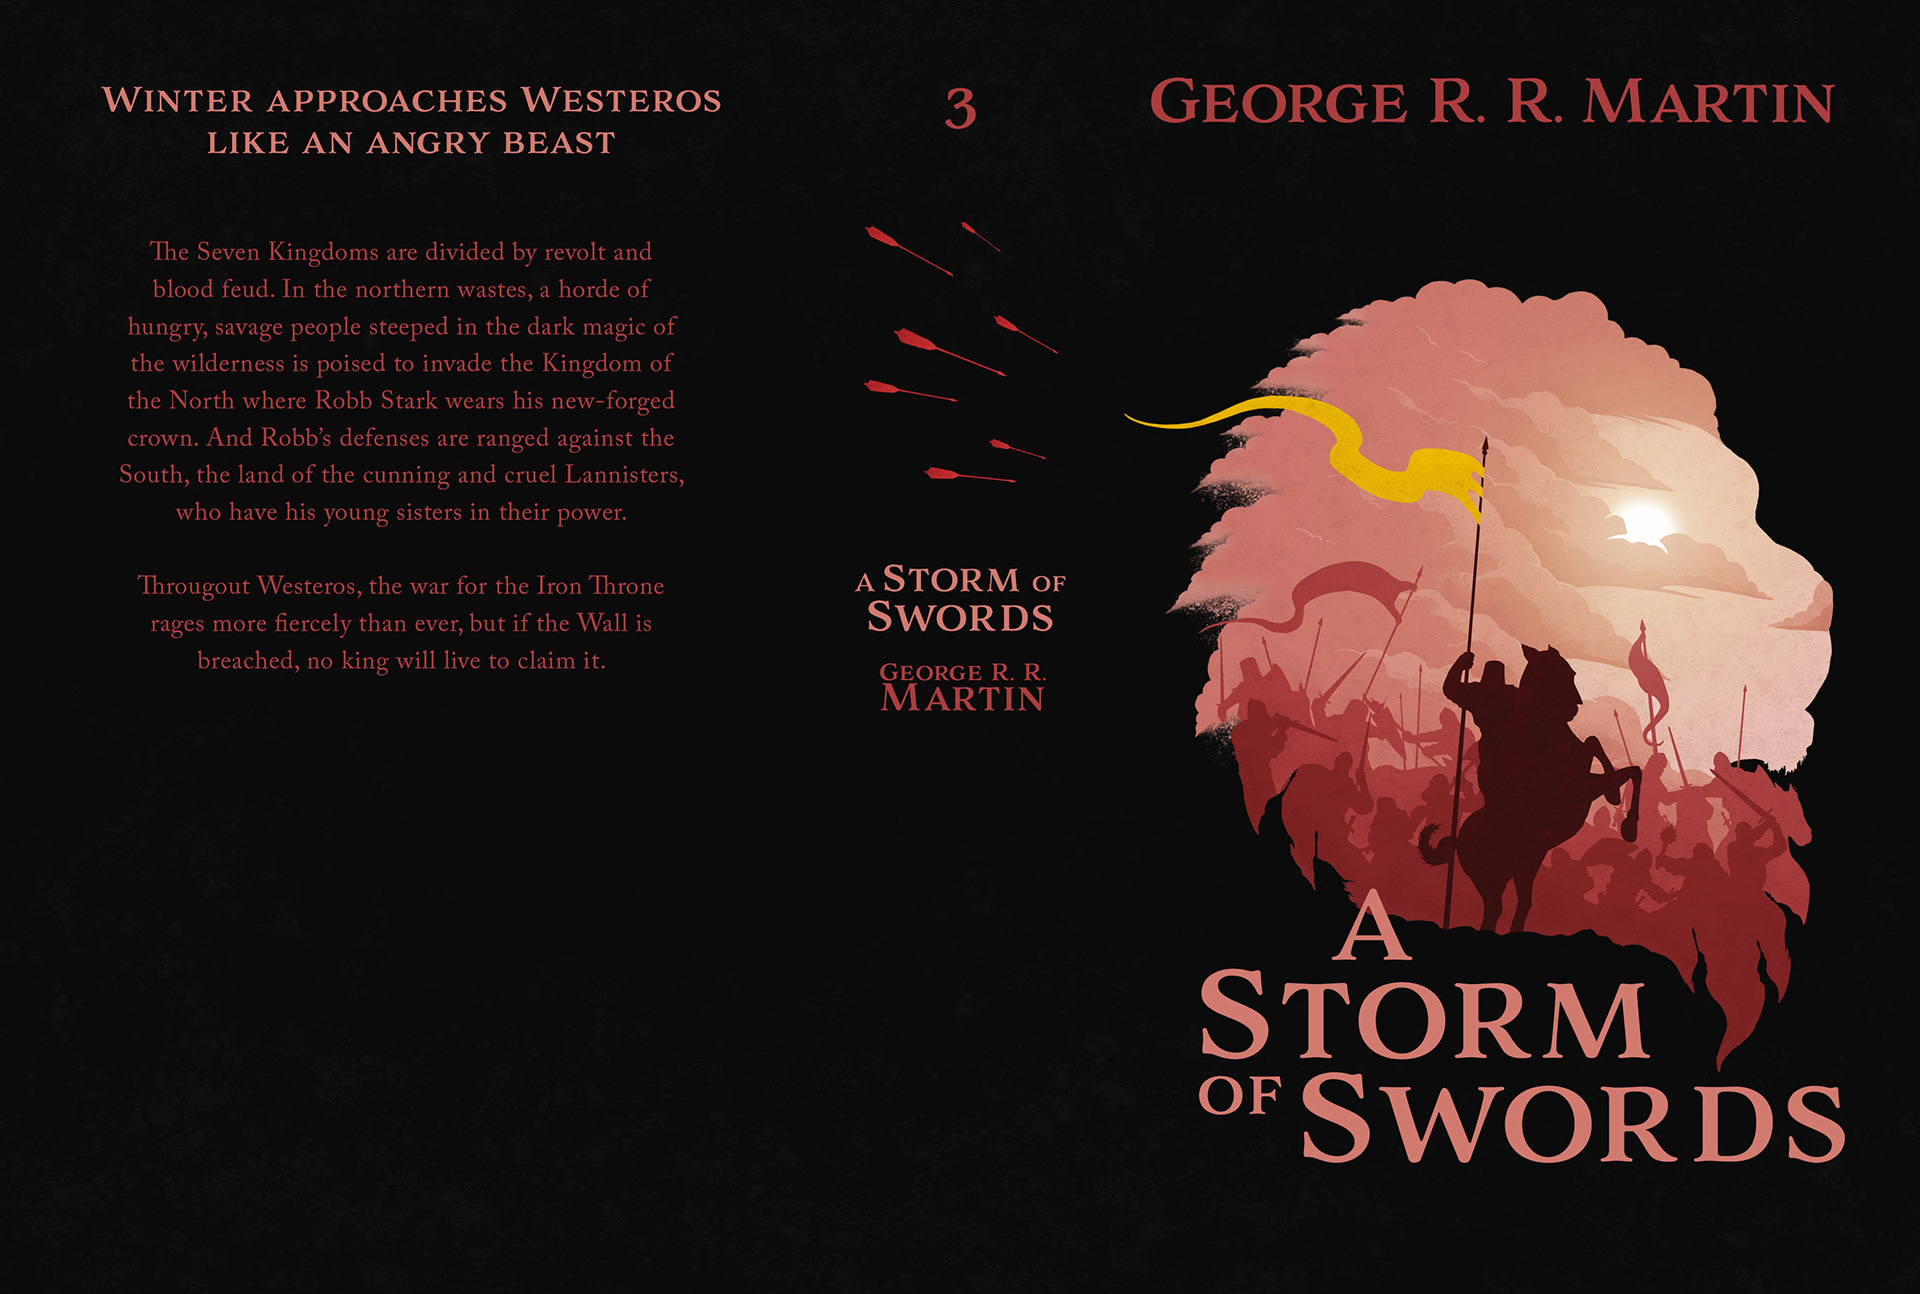 WINTER APPROACHES WESTEROS
LIKE AN ANGRY BEAST
The Seven Kingdoms are divided by revolt and
blood feud. In the northern wastes, a horde of
hungry, savage people steeped in the dark magic of
the wilderness is poised to invade the Kingdom of
the North where Robb Stark wears his new-forged
crown. And Robb’s defenses are ranged against the
South, the land of the cunning and cruel Lannisters,
who have his young sisters in their power.
Througout Westeros, the war for the Iron Throne
rages more fiercely than ever, but if the Wall is
breached, no king will live to claim it.
3
A STORM OF
SWORDS
GEORGE R. R.
MARTIN
GEORGE R. R. MARTIN
A
STORM
OF SWORDS